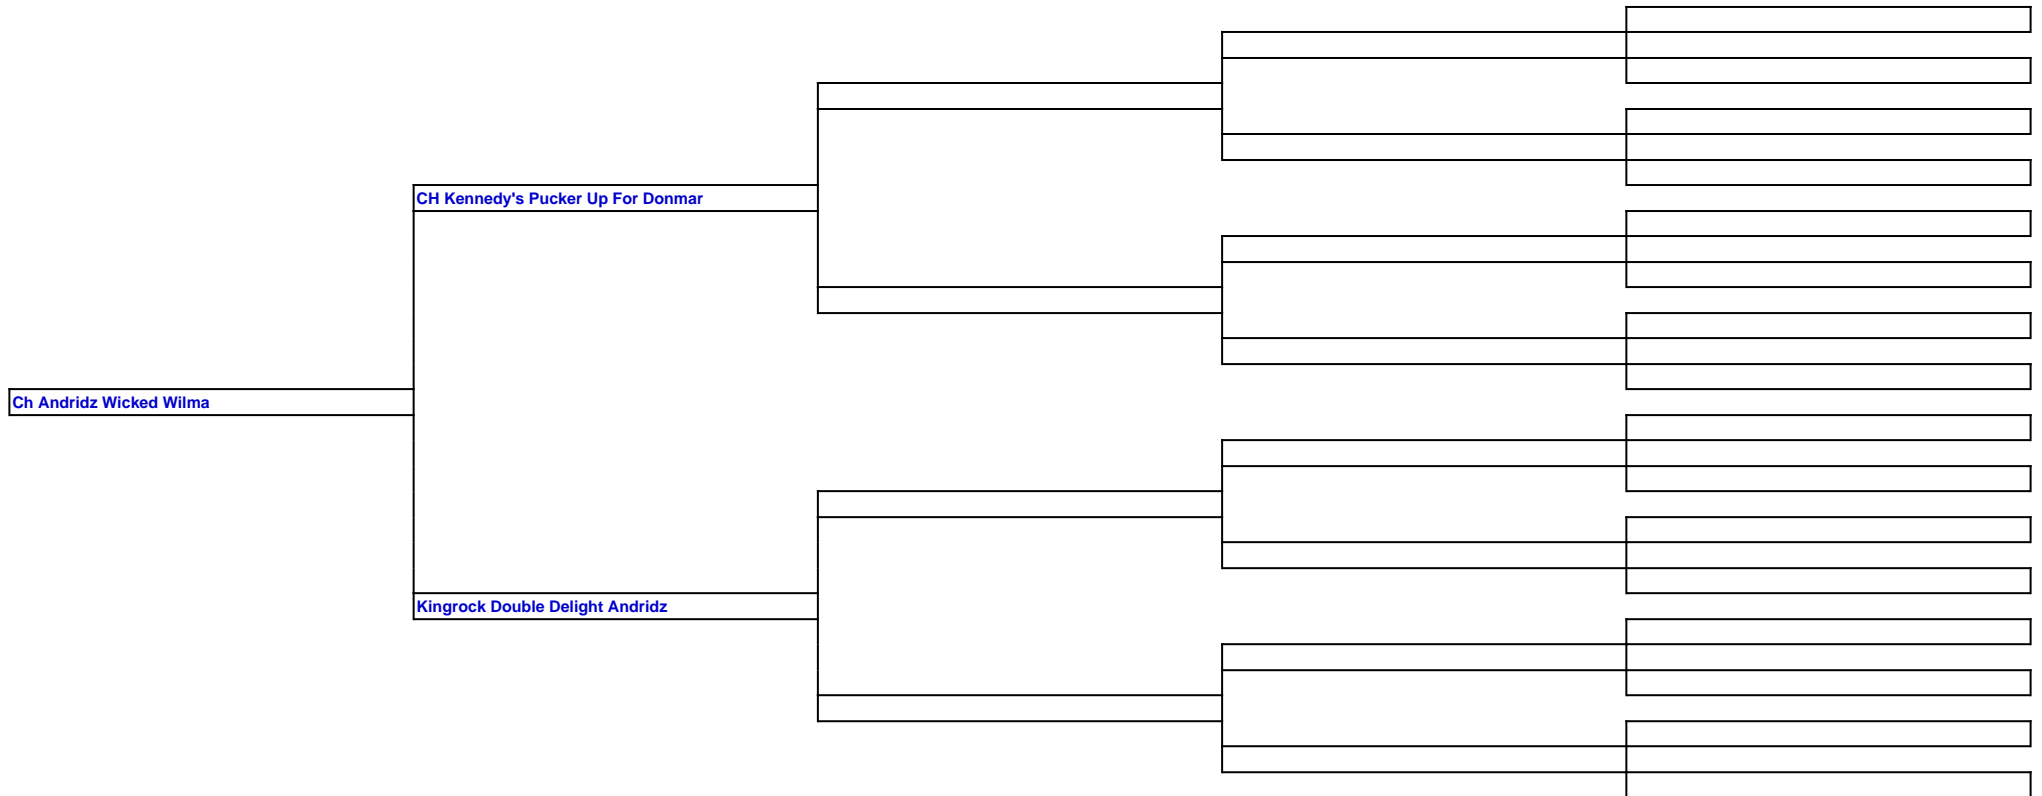 CH Kennedy's Pucker Up For Donmar
Ch Andridz Wicked Wilma
Kingrock Double Delight Andridz